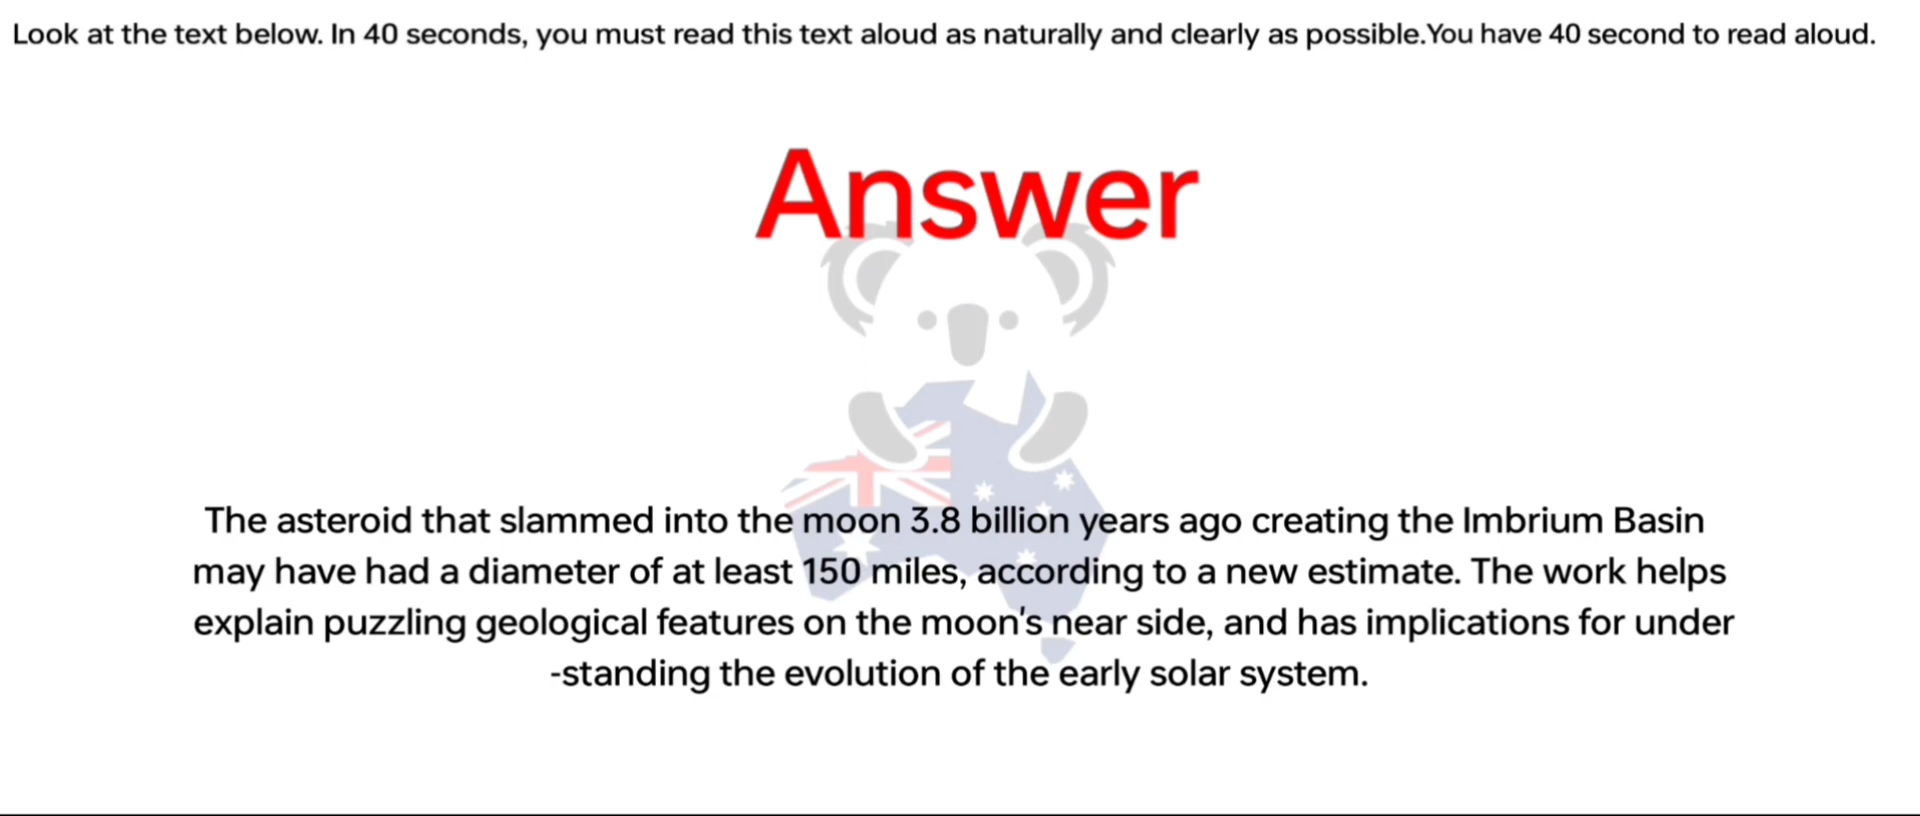 Look at the text below. In 40 seconds, you must read this text aloud as naturally and clearly as possible.You have 40 second to read aloud.
Answer
The asteroid that slammed into the moon 3.8 billion years ago creating the Imbrium Basin
may have had a diameter of at least 150 miles, according to a new estimate. The work helps
explain puzzling geological features on the moon's near side, and has implications for under
-standing the evolution of the early solar system.